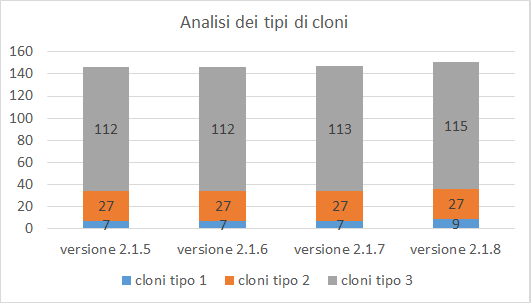 Analisi dei tipi di cloni
160
140
120
100
80
60
40
20
0
112 112 113 115
27 27 27 27
7 7 7 9
versione 2.1.5 versione 2.1.6 versione 2.1.7 versione 2.1.8
cloni tipo 1 cloni tipo 2 cloni tipo 3